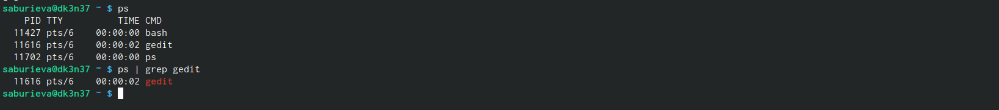 saburieva@dk3n37 ~ $ ps
    PID TTY          TIME CMD
  11427 pts/6    00:00:00 bash
  11616 pts/6    00:00:02 gedit
  11702 pts/6    00:00:00 ps
saburieva@dk3n37 ~ $ ps | grep gedit
  11616 pts/6    00:00:02 gedit
saburieva@dk3n37 ~ $